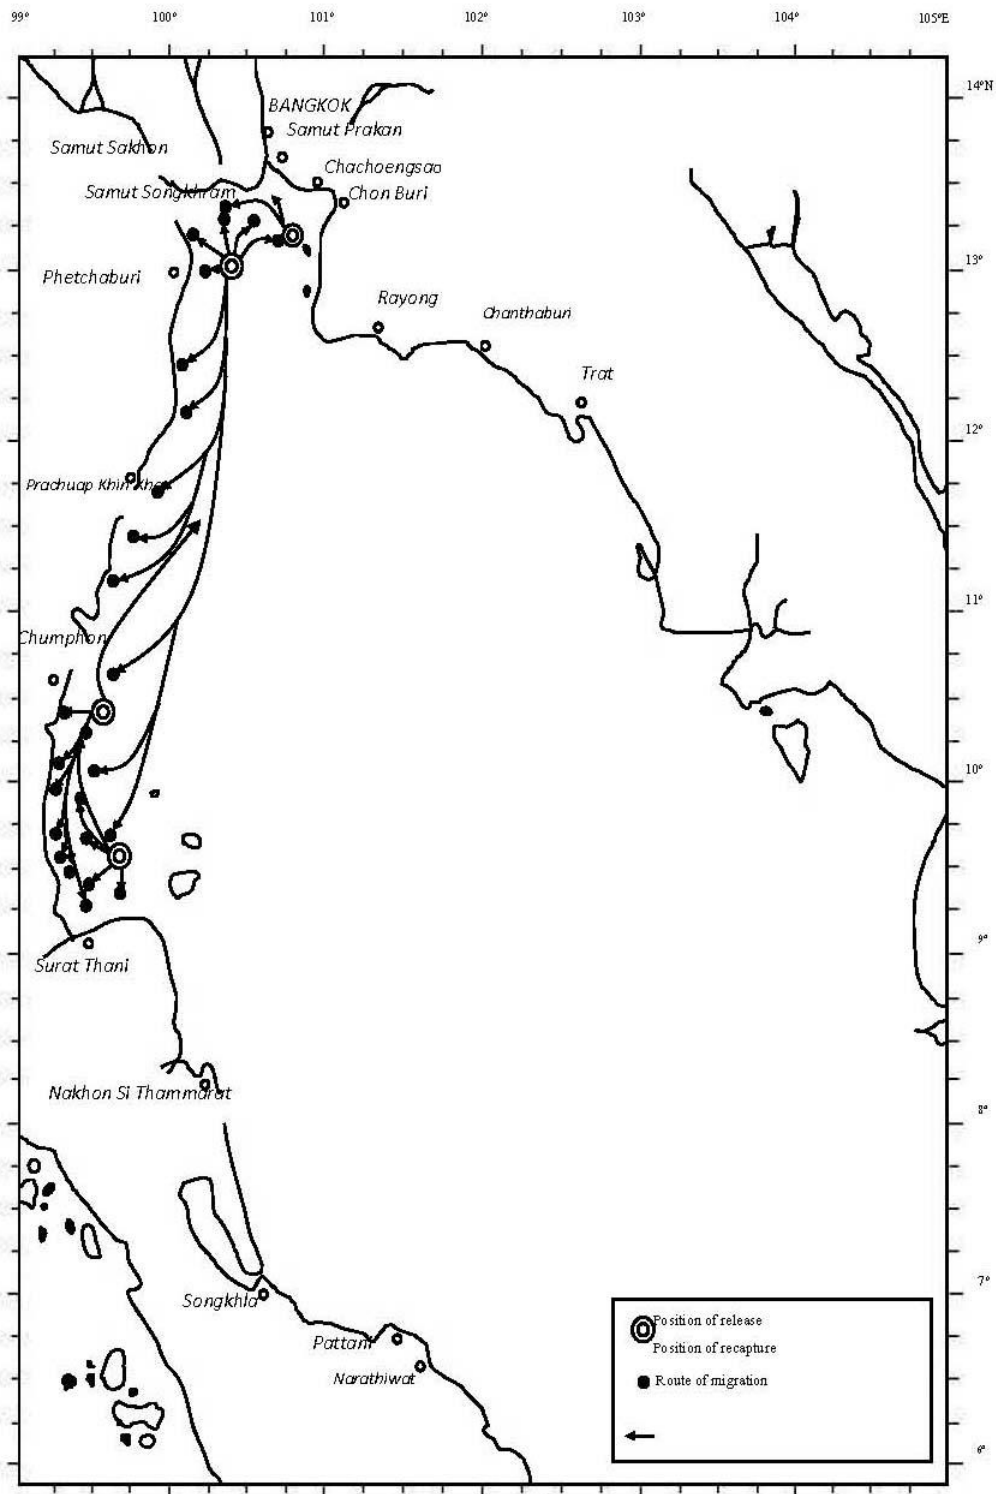 99° 100° 101° 102° 103° 104° 105°E
14°N
BANGKOK
Samut Prakan
Samut Sakhon
Chachoengsao
Samut Songkhram
Chon Buri
13°
Phetchaburi
Rayong
Chanthaburi
Trat
12°
Prachuap Khiri Kha
11°
Chumphon
10°
9°
Surat Thani
8°
Nakhon Si Thammarat
7°
Songkhla
Pattani
Narathiwat
6°
Position of release
Position of recapture
Route of migration